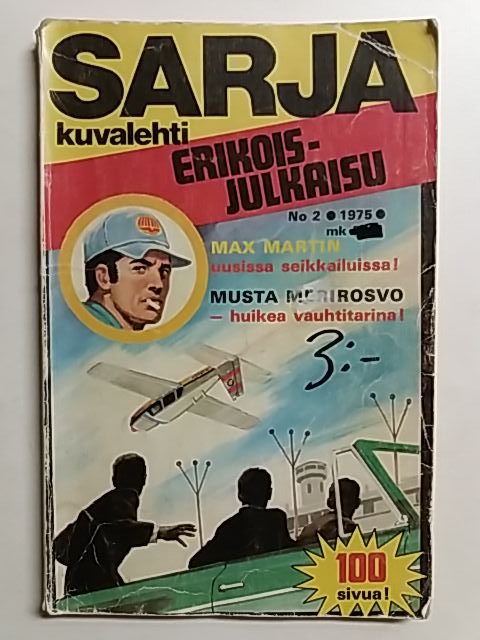 SARJA
kuvalehti
ERIKOIS-
JULKAISU
No 2 ● 1975 ●
mk
MAX MARTIN
uusissa seikkailuissa!
MUSTA MERIROSVO
– huikea vauhtitarina!
3:-
100
sivua!